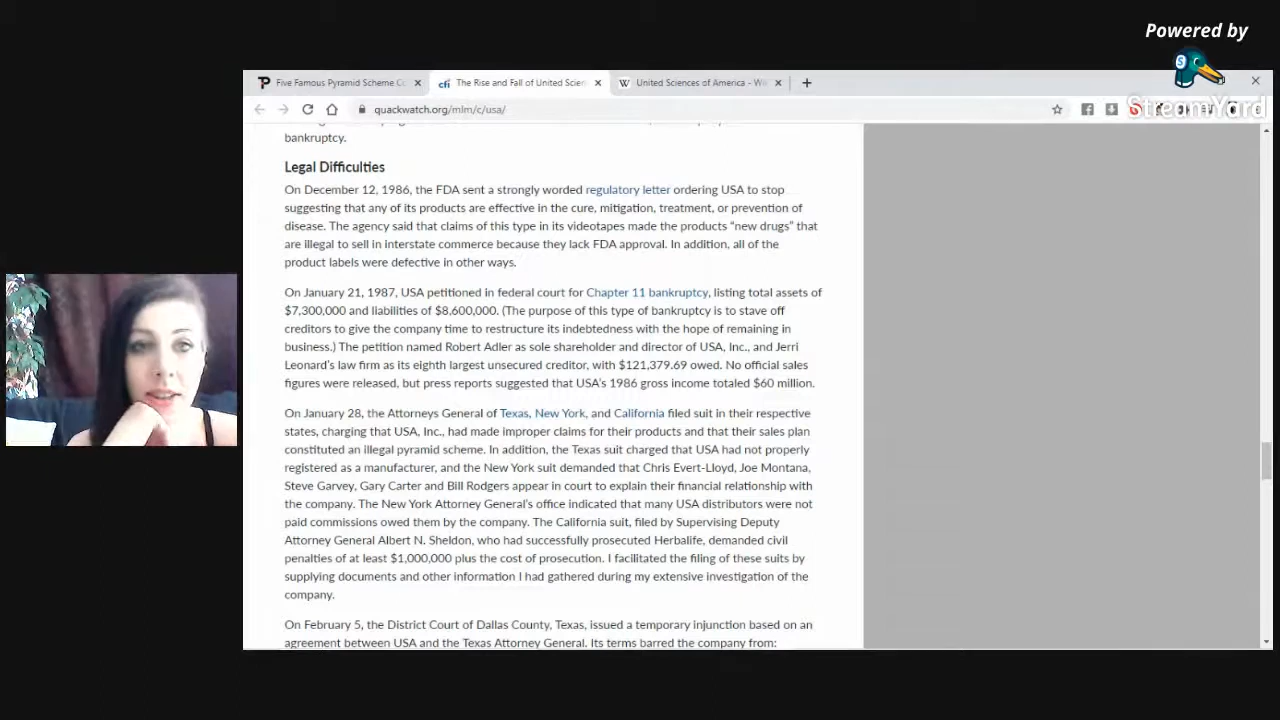 Powered by
StreamYard
Five Famous Pyramid Scheme C
The Rise and Fall of United Scien
United Sciences of America - Wi
quackwatch.org/mlm/c/usa/
bankruptcy.
Legal Difficulties
On December 12, 1986, the FDA sent a strongly worded regulatory letter ordering USA to stop
suggesting that any of its products are effective in the cure, mitigation, treatment, or prevention of
disease. The agency said that claims of this type in its videotapes made the products “new drugs” that
are illegal to sell in interstate commerce because they lack FDA approval. In addition, all of the
product labels were defective in other ways.
On January 21, 1987, USA petitioned in federal court for Chapter 11 bankruptcy, listing total assets of
$7,300,000 and liabilities of $8,600,000. (The purpose of this type of bankruptcy is to stave off
creditors to give the company time to restructure its indebtedness with the hope of remaining in
business.) The petition named Robert Adler as sole shareholder and director of USA, Inc., and Jerri
Leonard’s law firm as its eighth largest unsecured creditor, with $121,379.69 owed. No official sales
figures were released, but press reports suggested that USA’s 1986 gross income totaled $60 million.
On January 28, the Attorneys General of Texas, New York, and California filed suit in their respective
states, charging that USA, Inc., had made improper claims for their products and that their sales plan
constituted an illegal pyramid scheme. In addition, the Texas suit charged that USA had not properly
registered as a manufacturer, and the New York suit demanded that Chris Evert-Lloyd, Joe Montana,
Steve Garvey, Gary Carter and Bill Rodgers appear in court to explain their financial relationship with
the company. The New York Attorney General’s office indicated that many USA distributors were not
paid commissions owed them by the company. The California suit, filed by Supervising Deputy
Attorney General Albert N. Sheldon, who had successfully prosecuted Herbalife, demanded civil
penalties of at least $1,000,000 plus the cost of prosecution. I facilitated the filing of these suits by
supplying documents and other information I had gathered during my extensive investigation of the
company.
On February 5, the District Court of Dallas County, Texas, issued a temporary injunction based on an
agreement between USA and the Texas Attorney General. Its terms barred the company from: